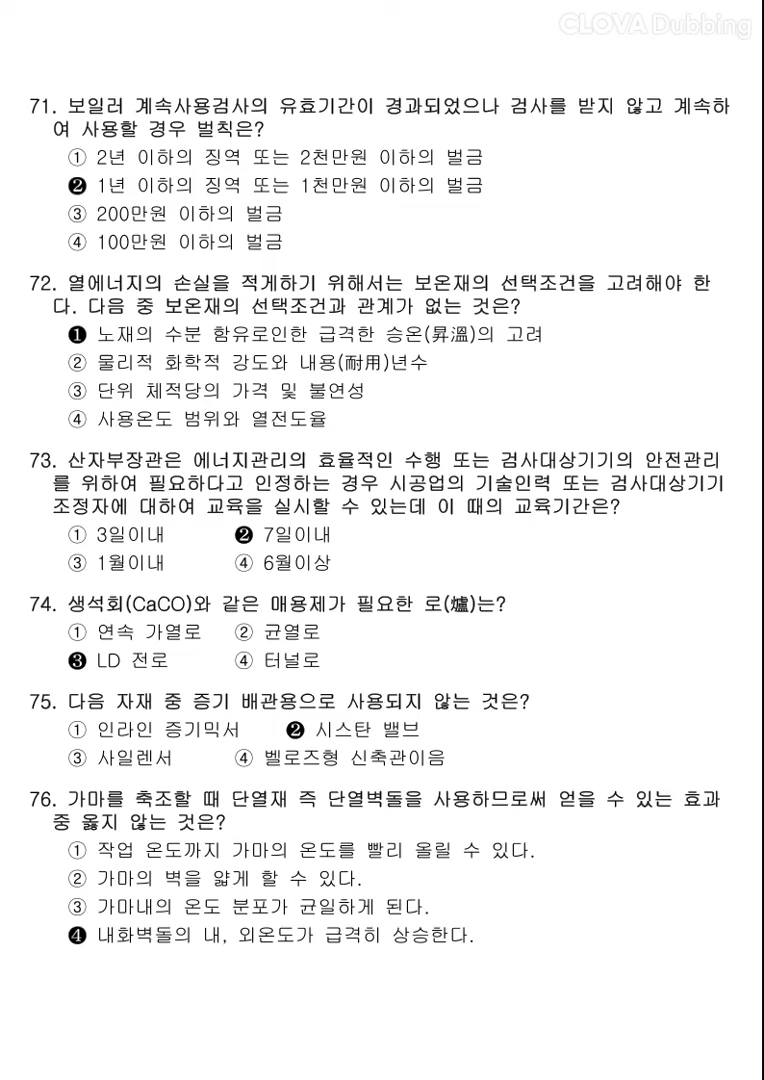 CLOVA Dubbing
71. 보일러 계속사용검사의 유효기간이 경과되었으나 검사를 받지 않고 계속하
여 사용할 경우 벌칙은?
① 2년 이하의 징역 또는 2천만원 이하의 벌금
❷ 1년 이하의 징역 또는 1천만원 이하의 벌금
③ 200만원 이하의 벌금
④ 100만원 이하의 벌금
72. 열에너지의 손실을 적게하기 위해서는 보온재의 선택조건을 고려해야 한
다. 다음 중 보온재의 선택조건과 관계가 없는 것은?
❶ 노재의 수분 함유로인한 급격한 승온(昇溫)의 고려
② 물리적 화학적 강도와 내용(耐用)년수
③ 단위 체적당의 가격 및 불연성
④ 사용온도 범위와 열전도율
73. 산자부장관은 에너지관리의 효율적인 수행 또는 검사대상기기의 안전관리
를 위하여 필요하다고 인정하는 경우 시공업의 기술인력 또는 검사대상기기
조정자에 대하여 교육을 실시할 수 있는데 이 때의 교육기간은?
① 3일이내 ❷ 7일이내
③ 1월이내 ④ 6월이상
74. 생석회(CaCO)와 같은 매용제가 필요한 로(爐)는?
① 연속 가열로 ② 균열로
❸ LD 전로 ④ 터널로
75. 다음 자재 중 증기 배관용으로 사용되지 않는 것은?
① 인라인 증기믹서 ❷ 시스탄 밸브
③ 사일렌서 ④ 벨로즈형 신축관이음
76. 가마를 축조할 때 단열재 즉 단열벽돌을 사용하므로써 얻을 수 있는 효과
중 옳지 않는 것은?
① 작업 온도까지 가마의 온도를 빨리 올릴 수 있다.
② 가마의 벽을 얇게 할 수 있다.
③ 가마내의 온도 분포가 균일하게 된다.
❹ 내화벽돌의 내, 외온도가 급격히 상승한다.